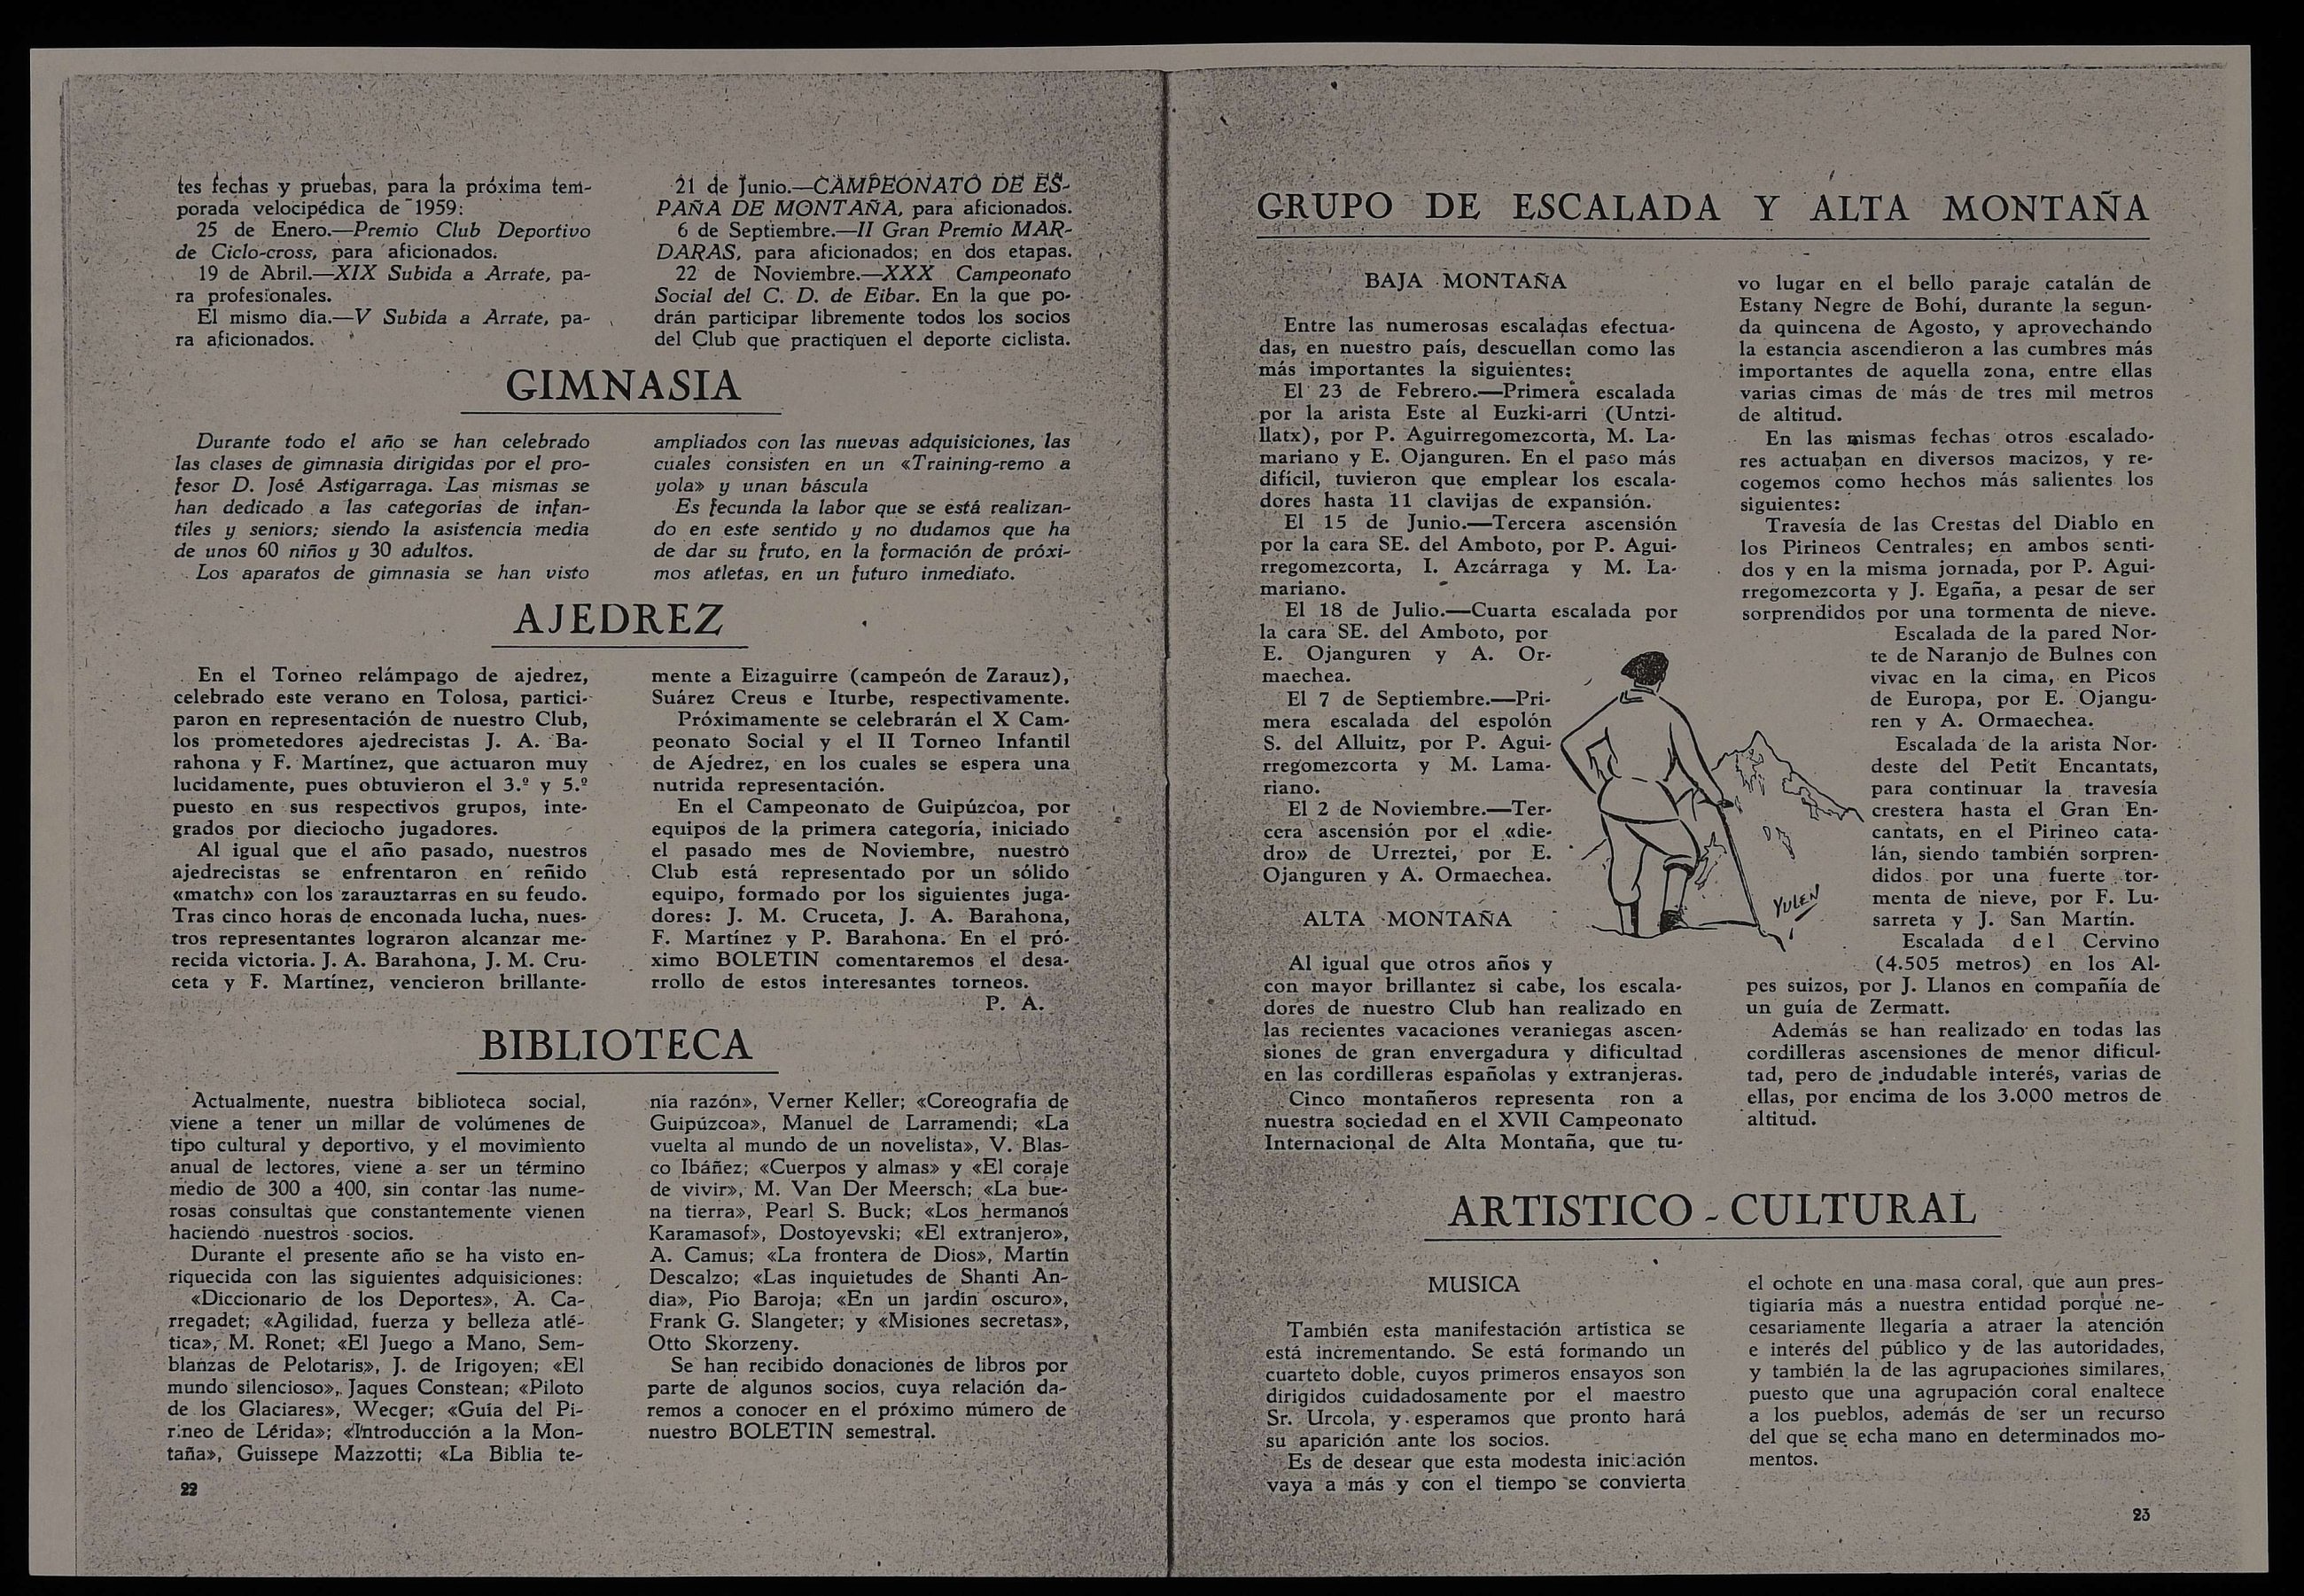 tes fechas y pruebas, para la próxima tem-
porada velocipédica de 1959:
25 de Enero.—Premio Club Deportivo
de Ciclo-cross, para aficionados.
19 de Abril.—XIX Subida a Arrate, pa-
ra profesionales.
El mismo día.—V Subida a Arrate, pa-
ra aficionados.
21 de Junio.—CAMPEONATO DE ES-
PAÑA DE MONTAÑA, para aficionados.
6 de Septiembre.—II Gran Premio MAR-
DARAS, para aficionados; en dos etapas.
22 de Noviembre.—XXX Campeonato
Social del C. D. de Eibar. En la que po-
drán participar libremente todos los socios
del Club que practiquen el deporte ciclista.
GIMNASIA
Durante todo el año se han celebrado
las clases de gimnasia dirigidas por el pro-
fesor D. José Astigarraga. Las mismas se
han dedicado a las categorías de infan-
tiles y seniors; siendo la asistencia media
de unos 60 niños y 30 adultos.
Los aparatos de gimnasia se han visto
ampliados con las nuevas adquisiciones, las
cuales consisten en un «Training-remo a
yola» y unan báscula
Es fecunda la labor que se está realizan-
do en este sentido y no dudamos que ha
de dar su fruto, en la formación de próxi-
mos atletas, en un futuro inmediato.
AJEDREZ
En el Torneo relámpago de ajedrez,
celebrado este verano en Tolosa, partici-
paron en representación de nuestro Club,
los prometedores ajedrecistas J. A. Ba-
rahona y F. Martínez, que actuaron muy
lucidamente, pues obtuvieron el 3.º y 5.º
puesto en sus respectivos grupos, inte-
grados por dieciocho jugadores.
Al igual que el año pasado, nuestros
ajedrecistas se enfrentaron en reñido
«match» con los zarauztarras en su feudo.
Tras cinco horas de enconada lucha, nues-
tros representantes lograron alcanzar me-
recida victoria. J. A. Barahona, J. M. Cru-
ceta y F. Martínez, vencieron brillante-
mente a Eizaguirre (campeón de Zarauz),
Suárez Creus e Iturbe, respectivamente.
Próximamente se celebrarán el X Cam-
peonato Social y el II Torneo Infantil
de Ajedrez, en los cuales se espera una
nutrida representación.
En el Campeonato de Guipúzcoa, por
equipos de la primera categoría, iniciado
el pasado mes de Noviembre, nuestro
Club está representado por un sólido
equipo, formado por los siguientes juga-
dores: J. M. Cruceta, J. A. Barahona,
F. Martínez y P. Barahona. En el pró-
ximo BOLETIN comentaremos el desa-
rrollo de estos interesantes torneos.
P. A.
BIBLIOTECA
Actualmente, nuestra biblioteca social,
viene a tener un millar de volúmenes de
tipo cultural y deportivo, y el movimiento
anual de lectores, viene a ser un término
medio de 300 a 400, sin contar las nume-
rosas consultas que constantemente vienen
haciendo nuestros socios.
Durante el presente año se ha visto en-
riquecida con las siguientes adquisiciones:
«Diccionario de los Deportes», A. Ca-
rregadet; «Agilidad, fuerza y belleza atlé-
tica», M. Ronet; «El Juego a Mano, Sem-
blanzas de Pelotaris», J. de Irigoyen; «El
mundo silencioso», Jaques Constean; «Piloto
de los Glaciares», Wecger; «Guía del Pi-
rineo de Lérida»; «Introducción a la Mon-
taña», Guissepe Mazzotti; «La Biblia te-
nía razón», Verner Keller; «Coreografía de
Guipúzcoa», Manuel de Larramendi; «La
vuelta al mundo de un novelista», V. Blas-
co Ibáñez; «Cuerpos y almas» y «El coraje
de vivir», M. Van Der Meersch; «La bue-
na tierra», Pearl S. Buck; «Los hermanos
Karamasof», Dostoyevski; «El extranjero»,
A. Camus; «La frontera de Dios», Martín
Descalzo; «Las inquietudes de Shanti An-
dia», Pío Baroja; «En un jardín oscuro»,
Frank G. Slangeter; y «Misiones secretas»,
Otto Skorzeny.
Se han recibido donaciones de libros por
parte de algunos socios, cuya relación da-
remos a conocer en el próximo número de
nuestro BOLETIN semestral.
22
GRUPO DE ESCALADA Y ALTA MONTAÑA
BAJA MONTAÑA
Entre las numerosas escaladas efectua-
das, en nuestro país, descuellan como las
más importantes la siguientes:
El 23 de Febrero.—Primera escalada
por la arista Este al Euzki-arri (Untzi-
llatx), por P. Aguirregomezcorta, M. La-
mariano y E. Ojanguren. En el paso más
difícil, tuvieron que emplear los escala-
dores hasta 11 clavijas de expansión.
El 15 de Junio.—Tercera ascensión
por la cara SE. del Amboto, por P. Agui-
rregomezcorta, I. Azcárraga y M. La-
mariano.
El 18 de Julio.—Cuarta escalada por
la cara SE. del Amboto, por
E. Ojanguren y A. Or-
maechea.
El 7 de Septiembre.—Pri-
mera escalada del espolón
S. del Alluitz, por P. Agui-
rregomezcorta y M. Lama-
riano.
El 2 de Noviembre.—Ter-
cera ascensión por el «die-
dro» de Urreztei, por E.
Ojanguren y A. Ormaechea.
ALTA MONTAÑA
Al igual que otros años y
con mayor brillantez si cabe, los escala-
dores de nuestro Club han realizado en
las recientes vacaciones veraniegas ascen-
siones de gran envergadura y dificultad
en las cordilleras españolas y extranjeras.
Cinco montañeros representa ron a
nuestra sociedad en el XVII Campeonato
Internacional de Alta Montaña, que tu-
vo lugar en el bello paraje catalán de
Estany Negre de Bohí, durante la segun-
da quincena de Agosto, y aprovechando
la estancia ascendieron a las cumbres más
importantes de aquella zona, entre ellas
varias cimas de más de tres mil metros
de altitud.
En las mismas fechas otros escalado-
res actuaban en diversos macizos, y re-
cogemos como hechos más salientes los
siguientes:
Travesía de las Crestas del Diablo en
los Pirineos Centrales; en ambos senti-
dos y en la misma jornada, por P. Agui-
rregomezcorta y J. Egaña, a pesar de ser
sorprendidos por una tormenta de nieve.
Escalada de la pared Nor-
te de Naranjo de Bulnes con
vivac en la cima, en Picos
de Europa, por E. Ojangu-
ren y A. Ormaechea.
Escalada de la arista Nor-
deste del Petit Encantats,
para continuar la travesía
crestera hasta el Gran En-
cantats, en el Pirineo cata-
lán, siendo también sorpren-
didos por una fuerte tor-
menta de nieve, por F. Lu-
sarreta y J. San Martín.
Escalada del Cervino
(4.505 metros) en los Al-
pes suizos, por J. Llanos en compañía de
un guía de Zermatt.
Además se han realizado en todas las
cordilleras ascensiones de menor dificul-
tad, pero de indudable interés, varias de
ellas, por encima de los 3.000 metros de
altitud.
YULEN
ARTISTICO-CULTURAL
MUSICA
También esta manifestación artística se
está incrementando. Se está formando un
cuarteto doble, cuyos primeros ensayos son
dirigidos cuidadosamente por el maestro
Sr. Urcola, y esperamos que pronto hará
su aparición ante los socios.
Es de desear que esta modesta iniciación
vaya a más y con el tiempo se convierta
el ochote en una masa coral, que aun pres-
tigiaría más a nuestra entidad porqué ne-
cesariamente llegaría a atraer la atención
e interés del público y de las autoridades,
y también la de las agrupaciones similares,
puesto que una agrupación coral enaltece
a los pueblos, además de ser un recurso
del que se echa mano en determinados mo-
mentos.
23